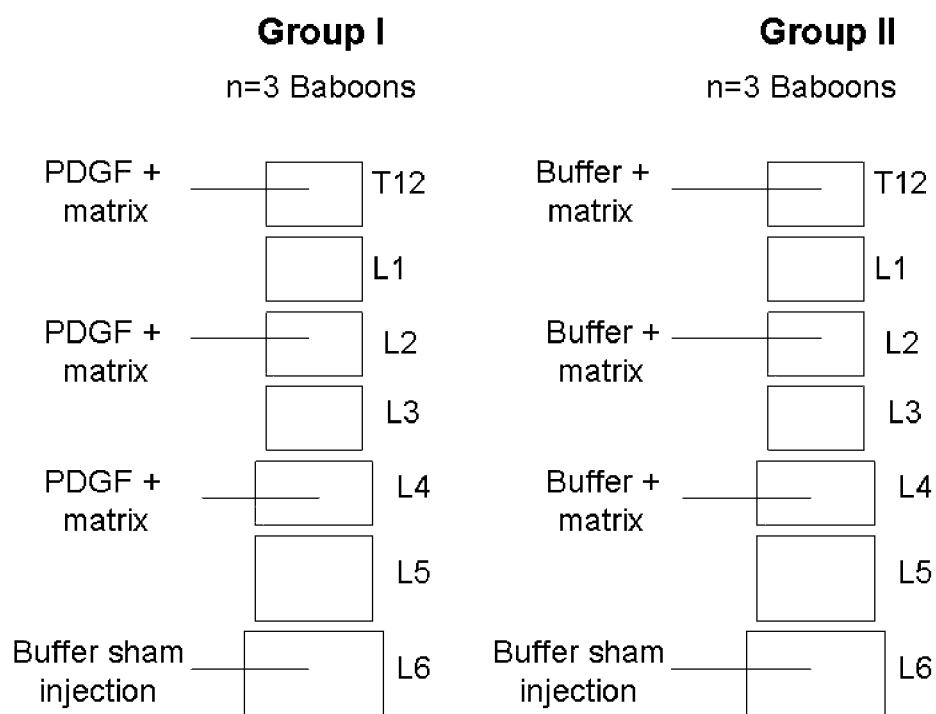 Group I
n=3 Baboons
PDGF +
matrix
T12
L1
PDGF +
matrix
L2
L3
PDGF +
matrix
L4
L5
Buffer sham
injection
L6
Group II
n=3 Baboons
Buffer +
matrix
T12
L1
Buffer +
matrix
L2
L3
Buffer +
matrix
L4
L5
Buffer sham
injection
L6